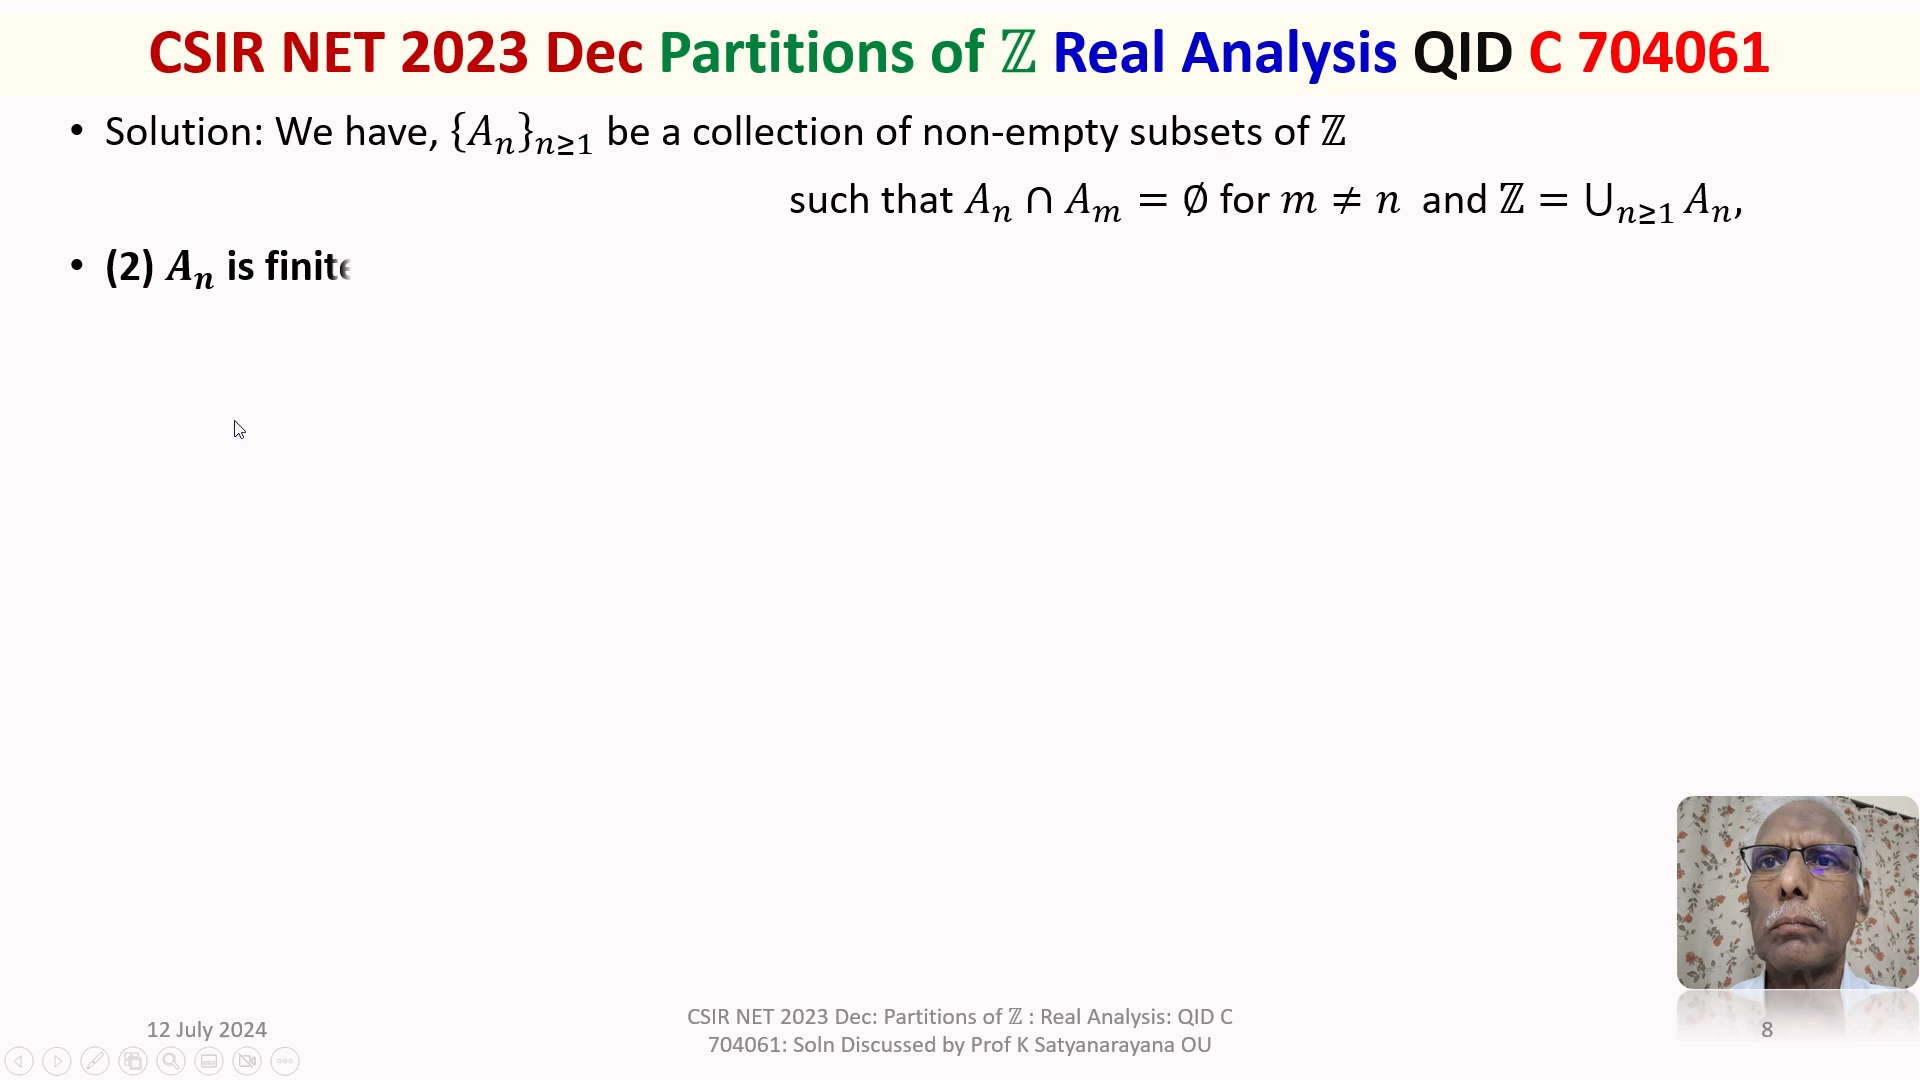 CSIR NET 2023 Dec Partitions of ℤ Real Analysis QID C 704061
• Solution: We have, {Aₙ}ₙ≥₁ be a collection of non-empty subsets of ℤ
such that Aₙ ∩ Aₘ = ∅ for m ≠ n and ℤ = ⋃ₙ≥₁ Aₙ,
• (2) Aₙ is finite
CSIR NET 2023 Dec: Partitions of ℤ : Real Analysis: QID C
704061: Soln Discussed by Prof K Satyanarayana OU
12 July 2024
8